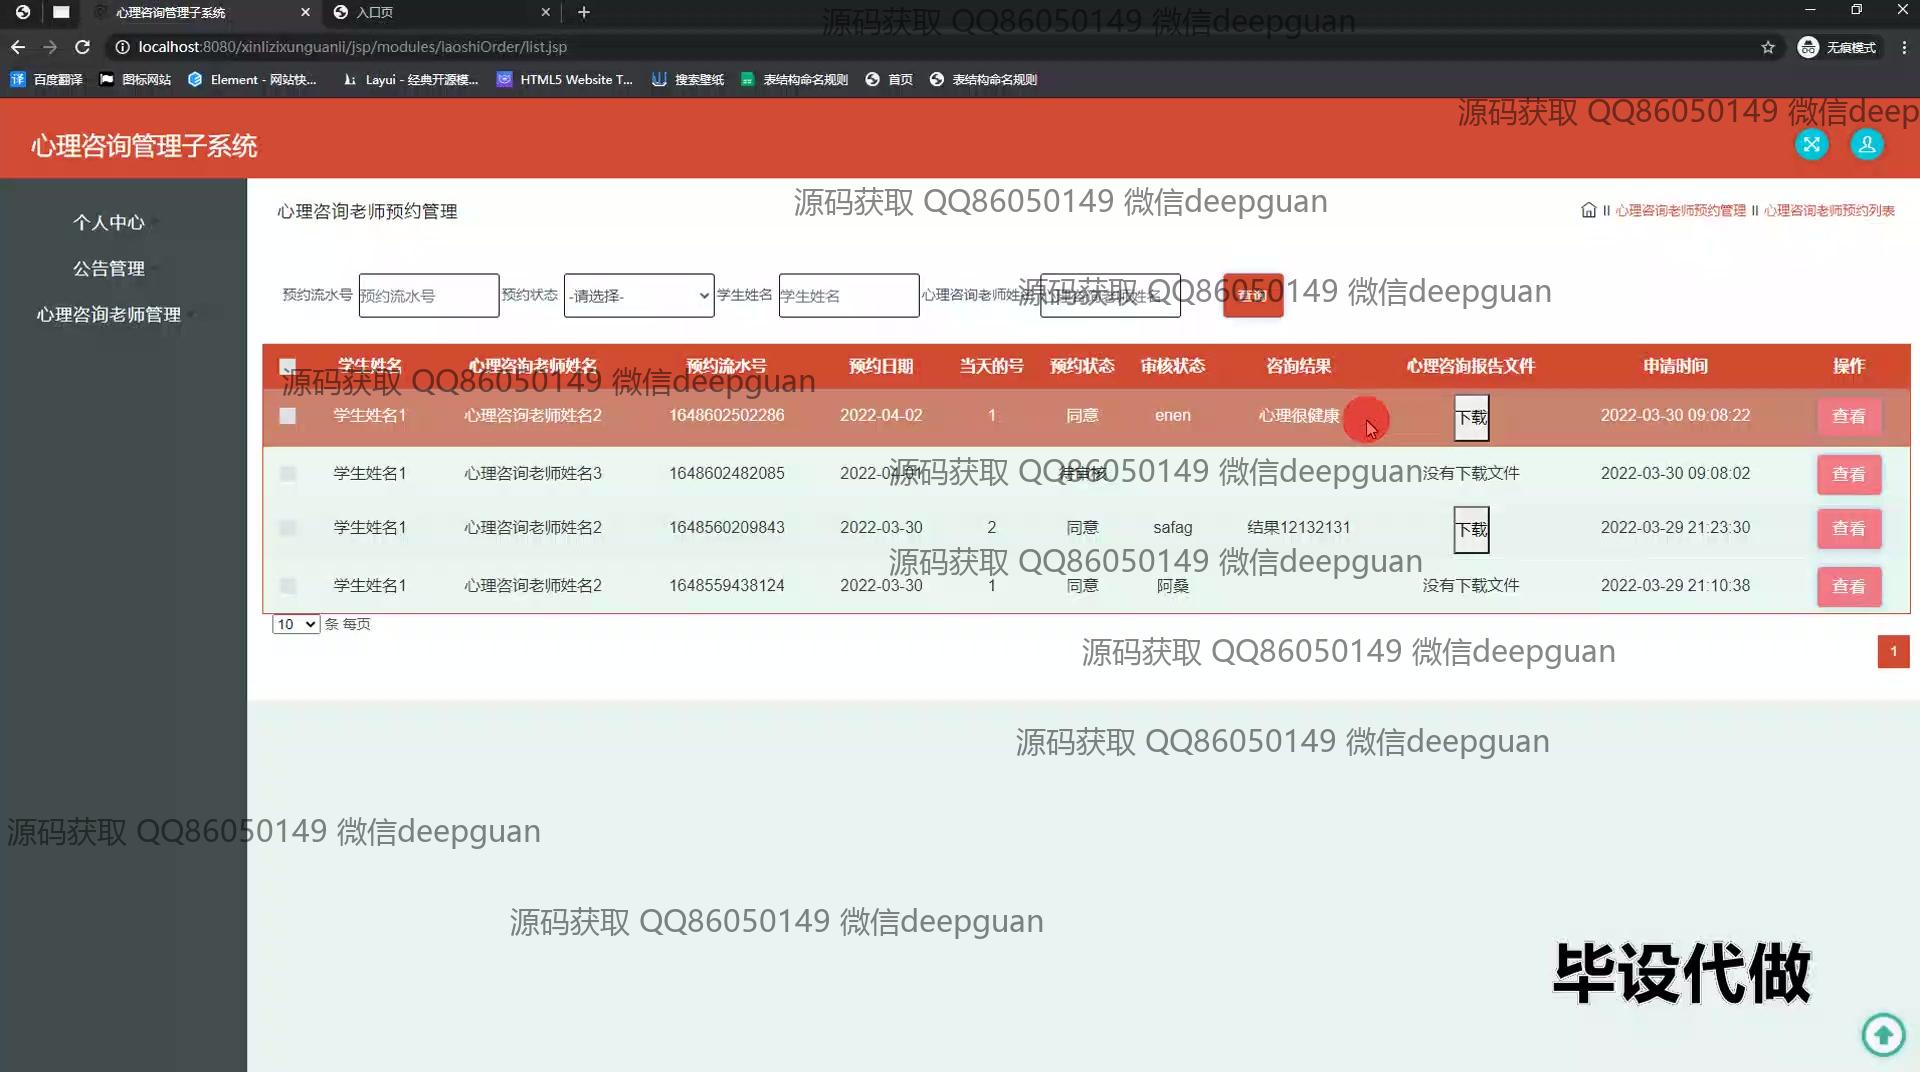 心理咨询管理子系统
入口页
源码获取 QQ86050149 微信deepguan
localhost:8080/xinlizixunguanli/jsp/modules/laoshiOrder/list.jsp
无痕模式
百度翻译 图标网站 Element - 网站快... Layui - 经典开源模... HTML5 Website T... 搜索壁纸 表结构命名规则 首页 表结构命名规则
源码获取 QQ86050149 微信deep
心理咨询管理子系统
个人中心
公告管理
心理咨询老师管理
心理咨询老师预约管理
源码获取 QQ86050149 微信deepguan
心理咨询老师预约管理 心理咨询老师预约列表
预约流水号 预约流水号 预约状态 -请选择- 学生姓名 学生姓名 心理咨询老师姓名 心理咨询老师姓名 查询
源码获取 QQ86050149 微信deepguan
学生姓名 心理咨询老师姓名 预约流水号 预约日期 当天的号 预约状态 审核状态 咨询结果 心理咨询报告文件 申请时间 操作
源码获取 QQ86050149 微信deepguan
学生姓名1 心理咨询老师姓名2 1648602502286 2022-04-02 1 同意 enen 心理很健康 下载 2022-03-30 09:08:22 查看
学生姓名1 心理咨询老师姓名3 1648602482085 2022-04-01 待审核 没有下载文件 2022-03-30 09:08:02 查看
源码获取 QQ86050149 微信deepguan
学生姓名1 心理咨询老师姓名2 1648560209843 2022-03-30 2 同意 safag 结果12132131 下载 2022-03-29 21:23:30 查看
源码获取 QQ86050149 微信deepguan
学生姓名1 心理咨询老师姓名2 1648559438124 2022-03-30 1 同意 阿桑 没有下载文件 2022-03-29 21:10:38 查看
10 条 每页
源码获取 QQ86050149 微信deepguan
1
源码获取 QQ86050149 微信deepguan
源码获取 QQ86050149 微信deepguan
源码获取 QQ86050149 微信deepguan
毕设代做